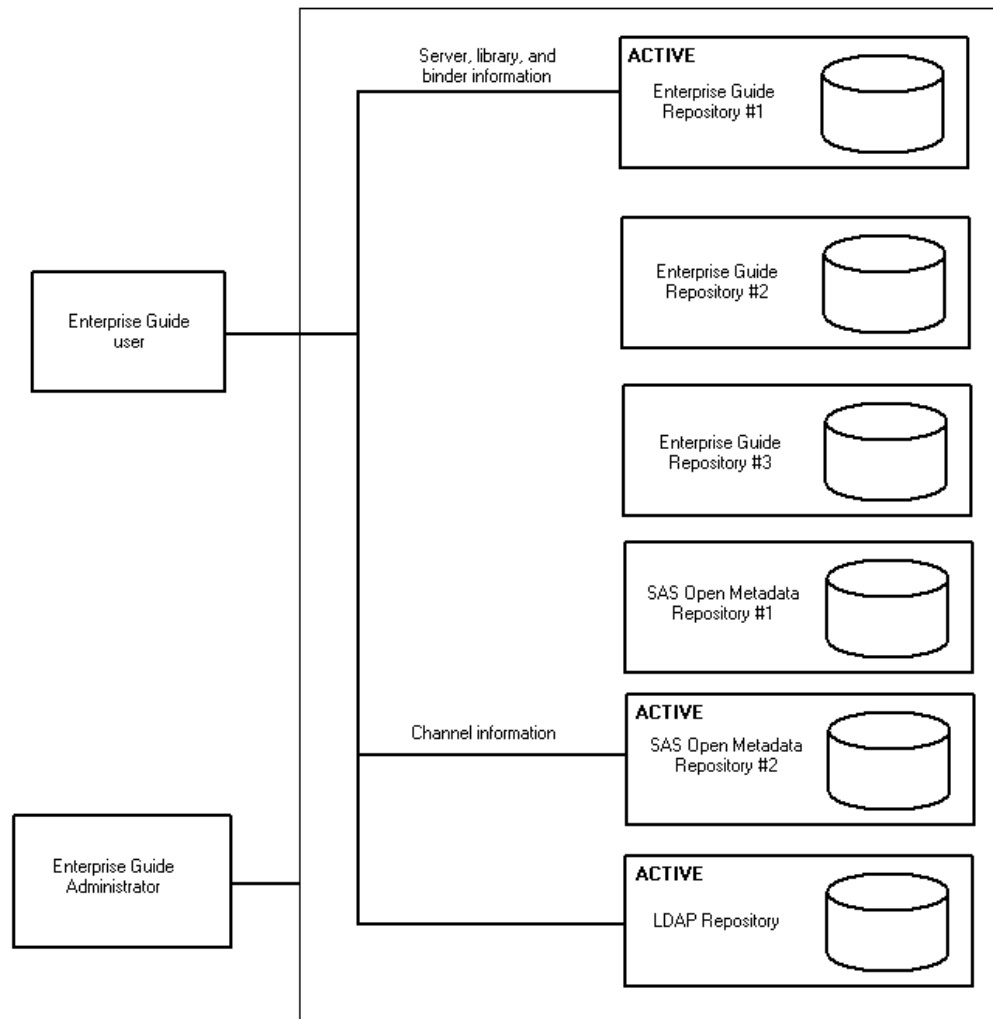 Server, library, and
binder information
ACTIVE
Enterprise Guide
Repository #1
Enterprise Guide
Repository #2
Enterprise Guide
user
Enterprise Guide
Repository #3
SAS Open Metadata
Repository #1
Channel information
ACTIVE
SAS Open Metadata
Repository #2
Enterprise Guide
Administrator
ACTIVE
LDAP Repository